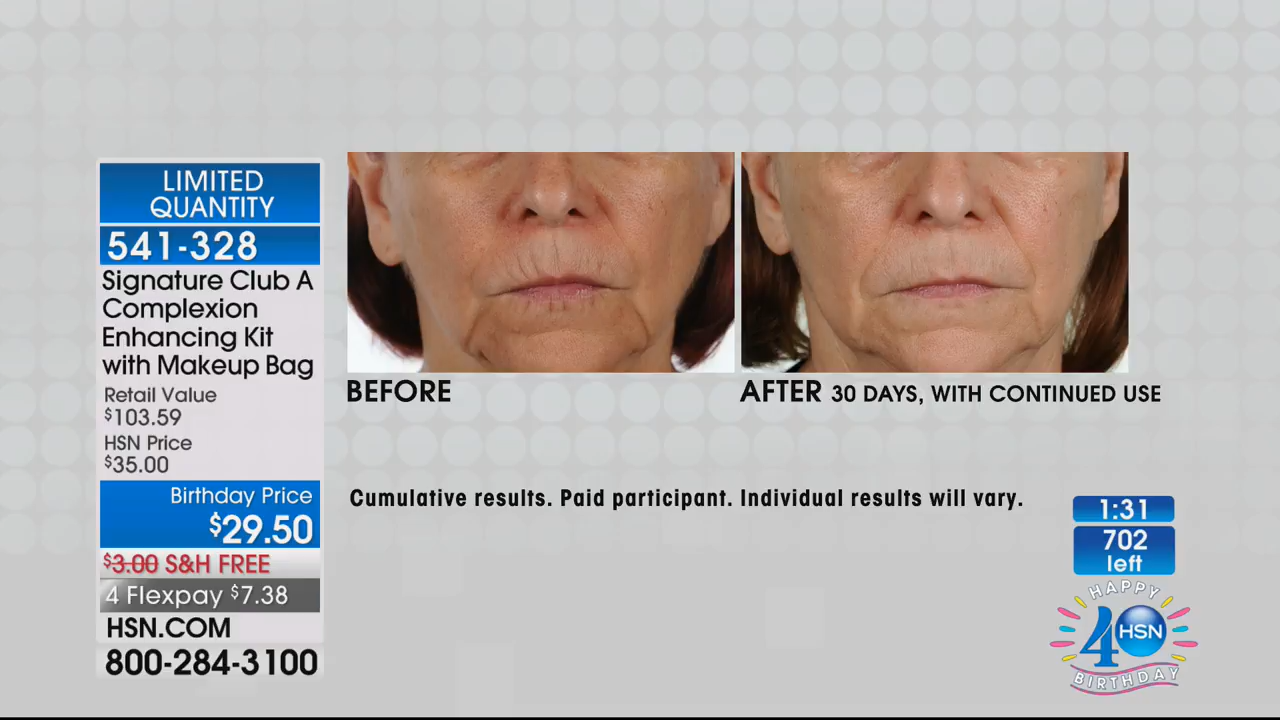 LIMITED
QUANTITY
541-328
Signature Club A
Complexion
Enhancing Kit
with Makeup Bag
Retail Value
$103.59
HSN Price
$35.00
Birthday Price
$29.50
$3.00 S&H FREE
4 Flexpay $7.38
HSN.COM
800-284-3100
BEFORE
AFTER 30 DAYS, WITH CONTINUED USE
Cumulative results. Paid participant. Individual results will vary.
1:31
702
left
HAPPY
40 HSN
BIRTHDAY